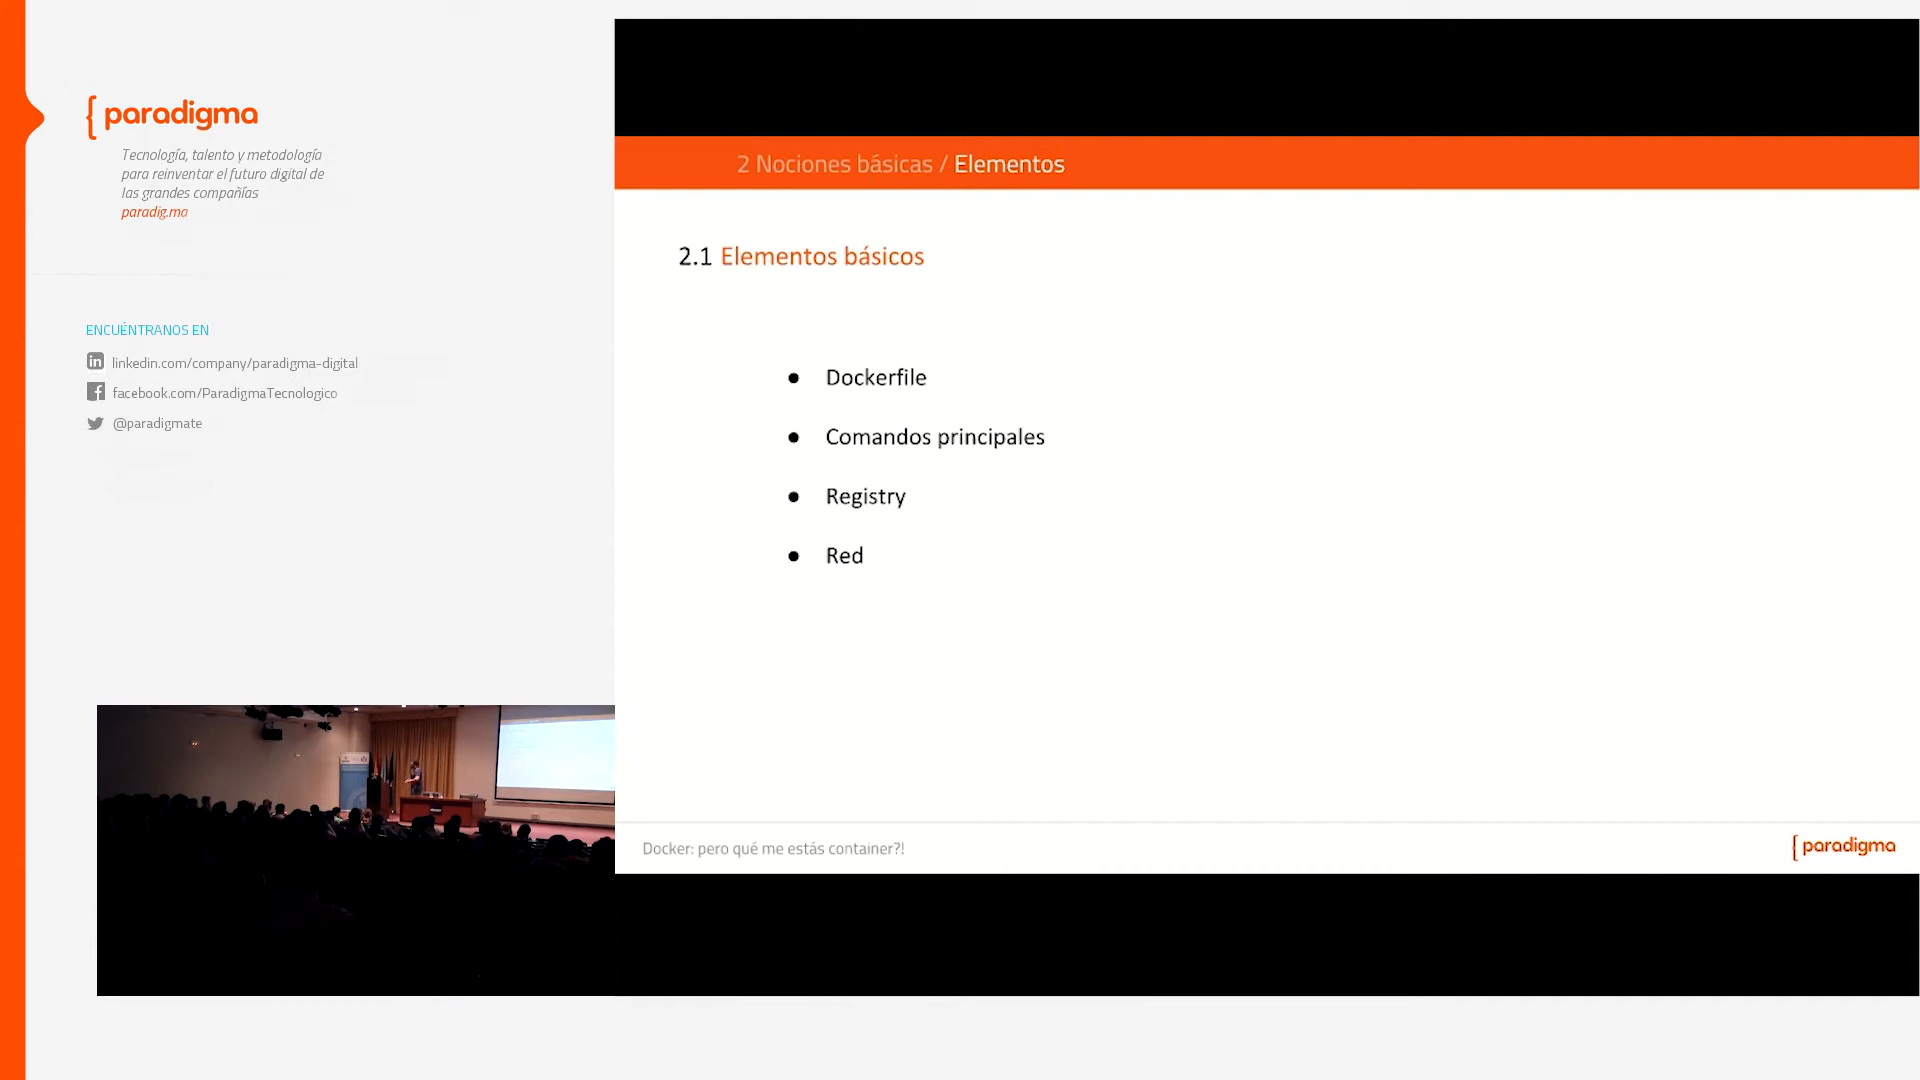 { paradigma
Tecnología, talento y metodología
para reinventar el futuro digital de
las grandes compañías
paradig.ma
ENCUÉNTRANOS EN
linkedin.com/company/paradigma-digital
facebook.com/ParadigmaTecnologico
@paradigmate
2 Nociones básicas / Elementos
2.1 Elementos básicos
● Dockerfile
● Comandos principales
● Registry
● Red
Docker: pero qué me estás container?!
{ paradigma